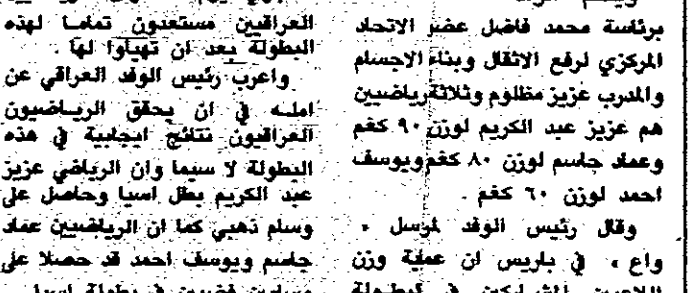 برئاسة محمد فاضل عضو الاتحاد
المركزي لرفع الاثقال وبناء الاجسام
والمدرب عزيز مظلوم وثلاثة رياضيين
هم عزيز عبد الكريم لوزن ٩٠ كغم
وعماد جاسم لوزن ٨٠ كغم ويوسف
احمد لوزن ٦٠ كغم .
وقال رئيس الوفد لمرسل «
واع » في باريس ان عملية وزن
العراقيين مستعدون تماما لهذه
البطولة بعد ان تهياوا لها .
واعرب رئيس الوفد العراقي عن
امله في ان يحقق الرياضيون
العراقيون نتائج ايجابية في هذه
البطولة لا سيما وان الرياضي عزيز
عبد الكريم بطل اسيا وحاصل على
وسام ذهبي كما ان الرياضيين عماد
جاسم ويوسف احمد قد حصلا على